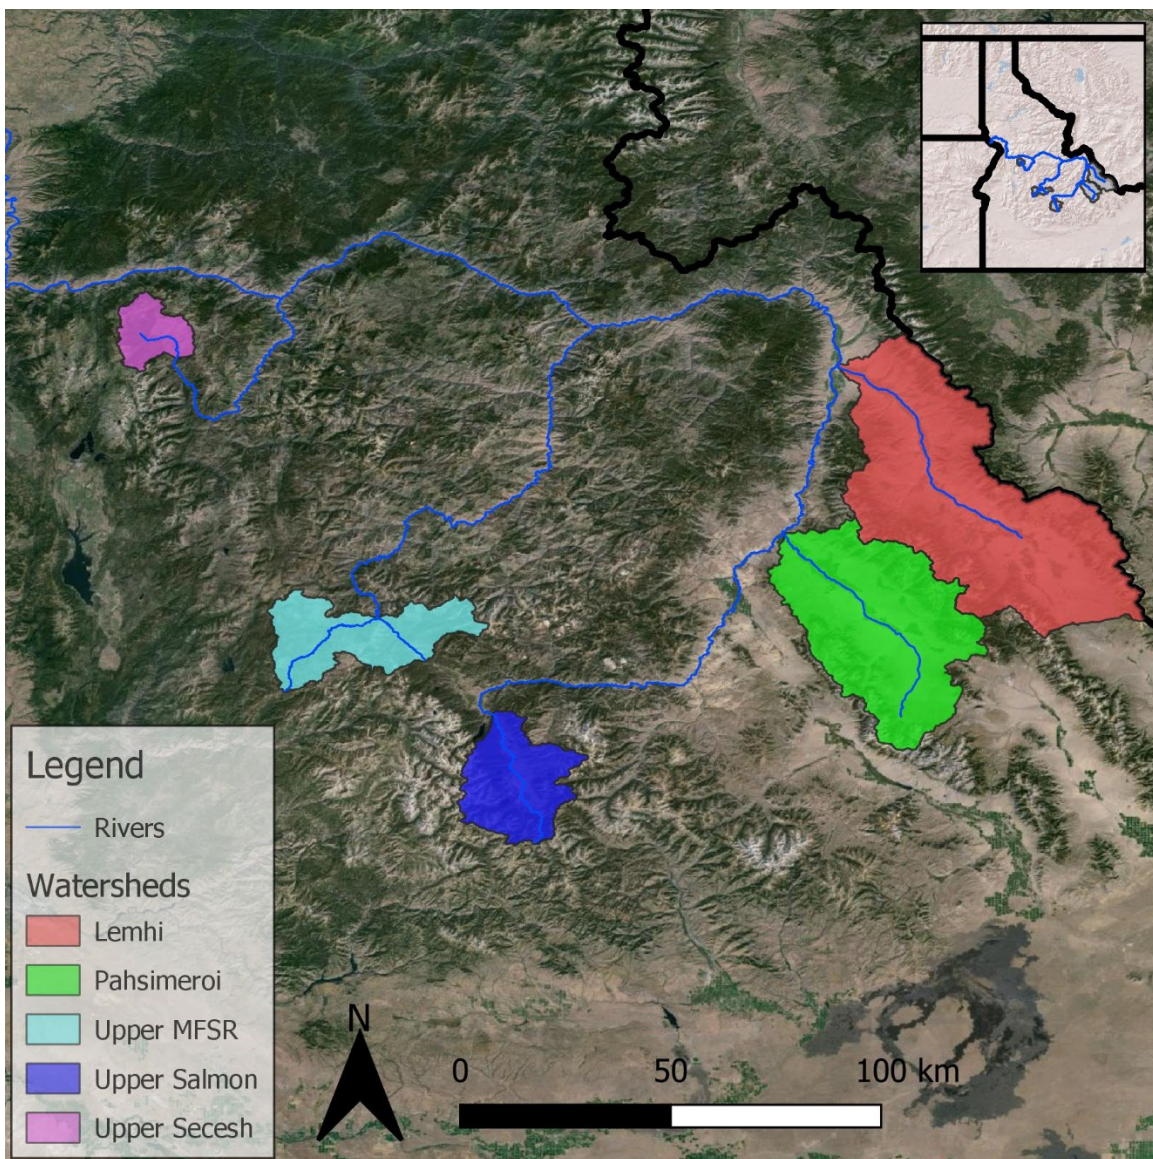 Legend
Rivers
Watersheds
Lemhi
Pahsimeroi
Upper MFSR
Upper Salmon
Upper Secesh
N
0 50 100 km